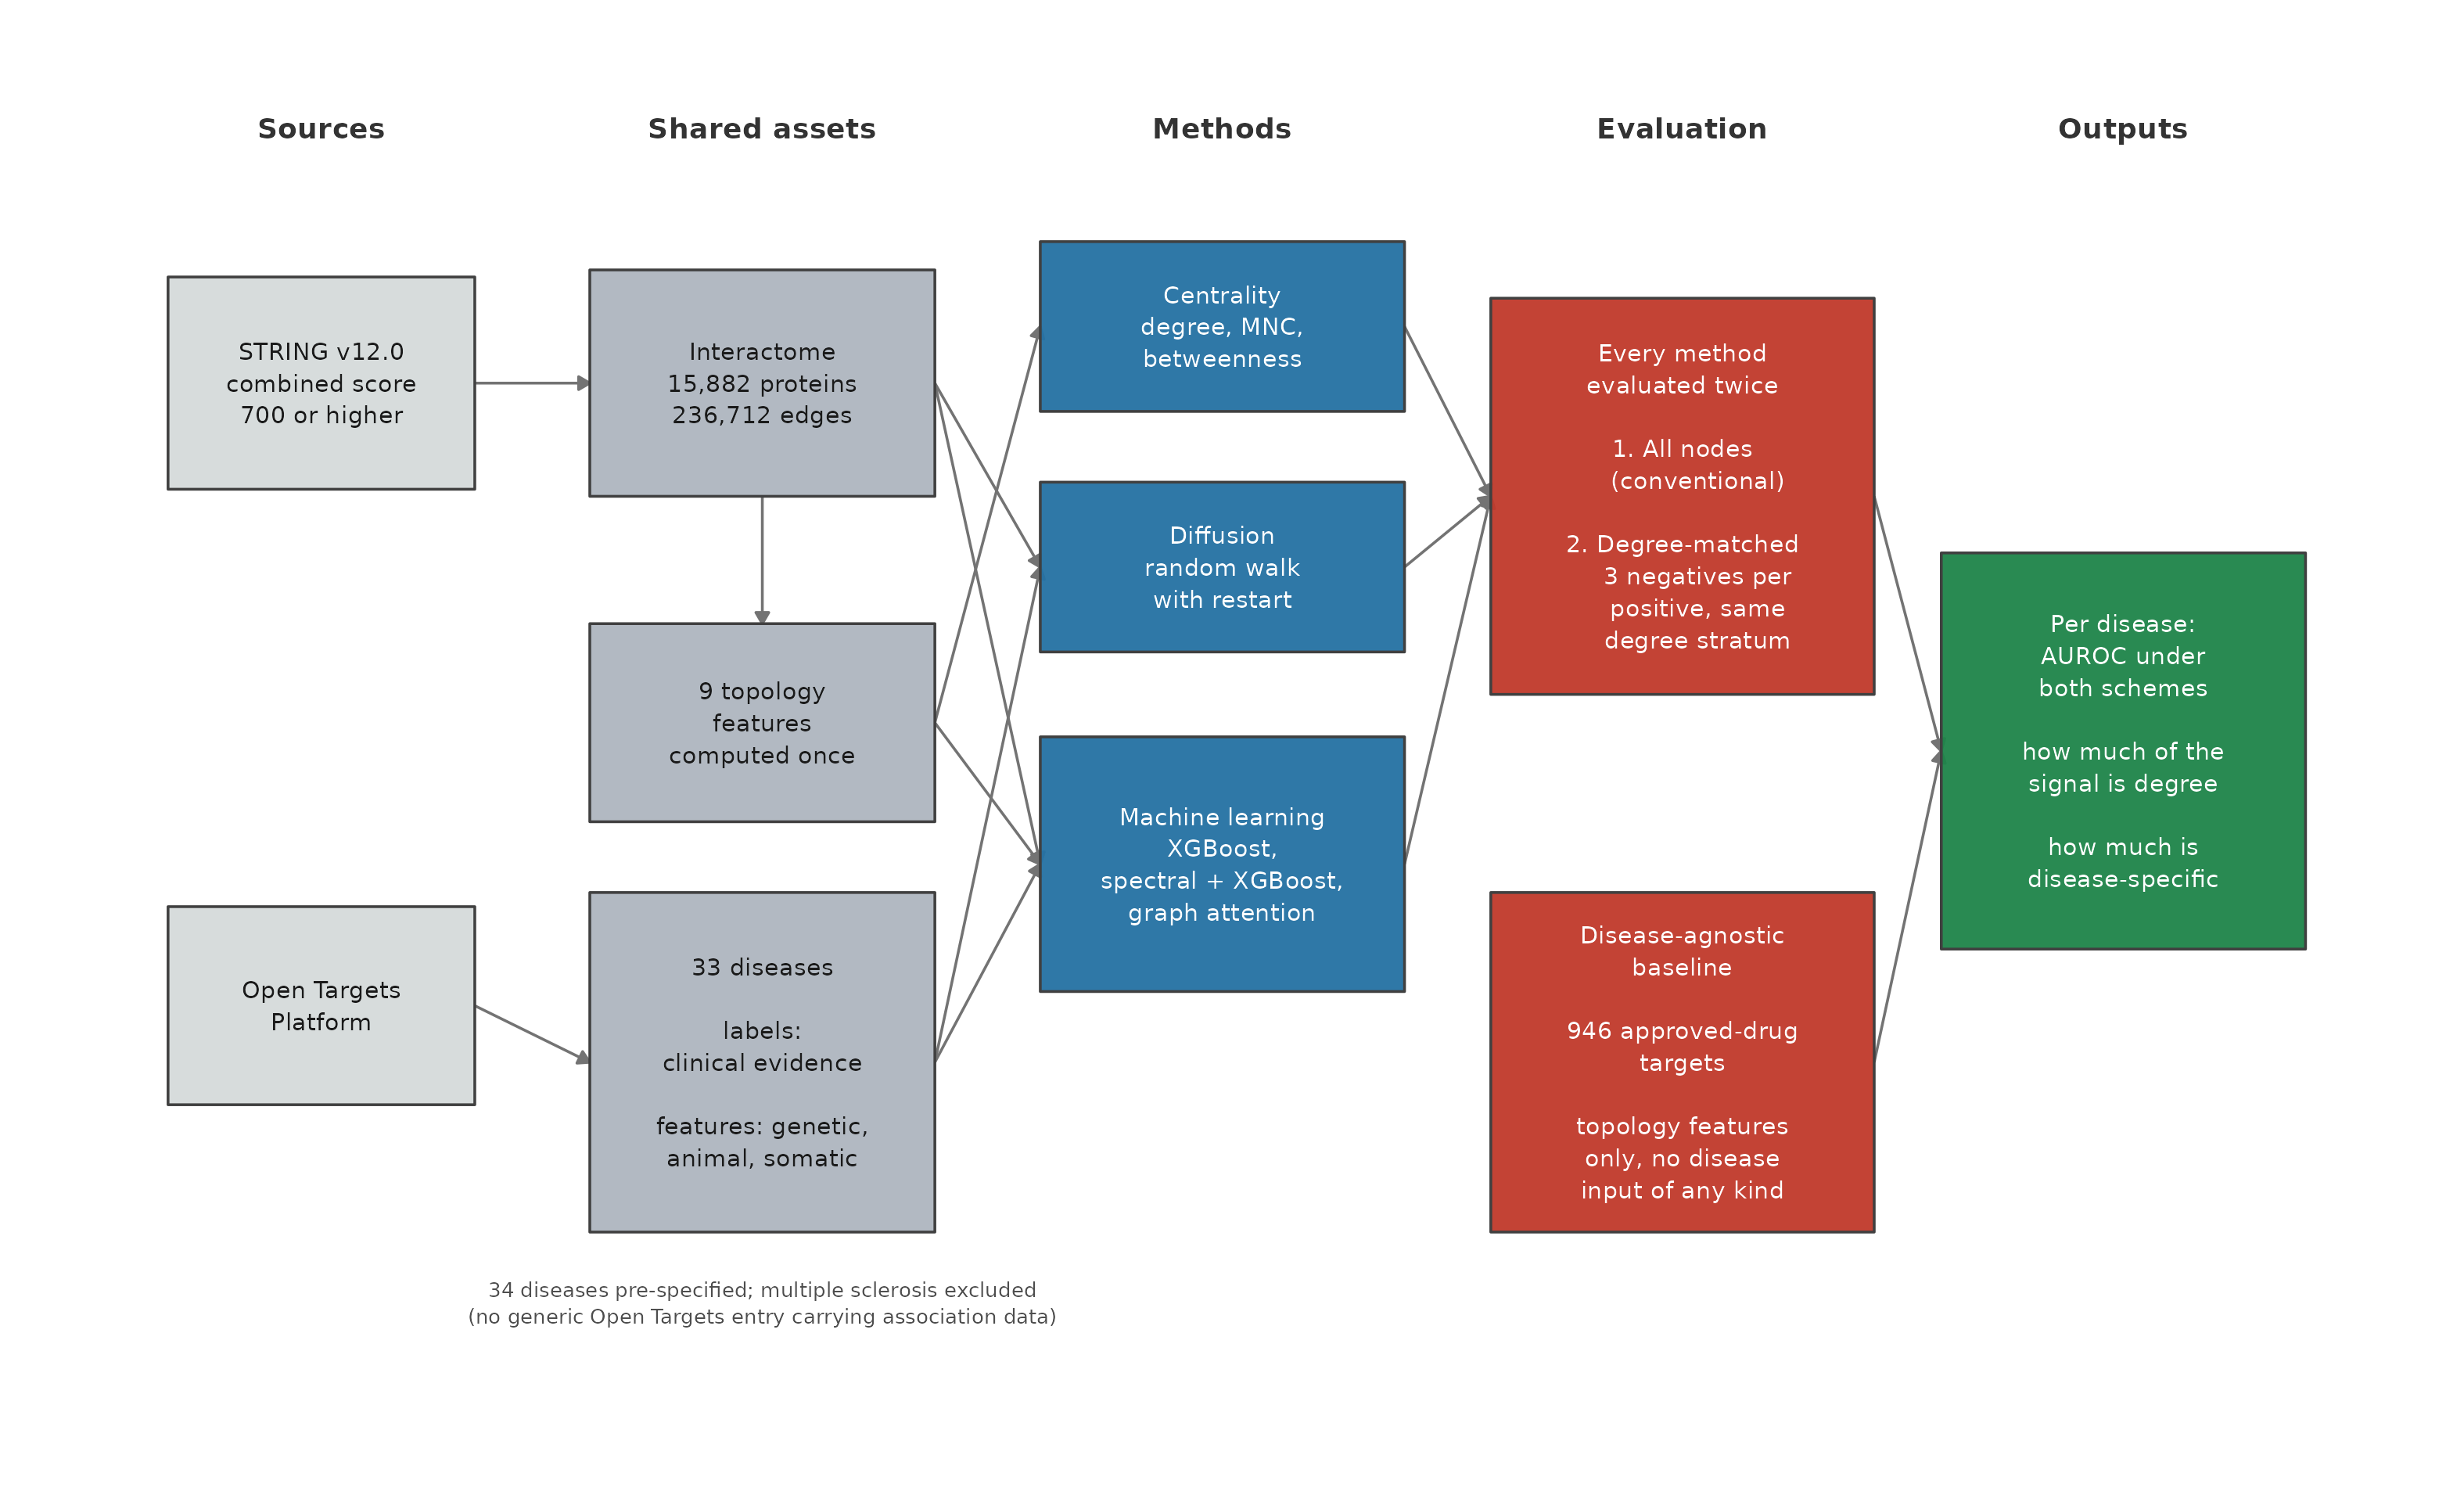 Sources
Shared assets
Methods
Evaluation
Outputs
STRING v12.0
combined score
700 or higher
Open Targets
Platform
Interactome
15,882 proteins
236,712 edges
9 topology
features
computed once
33 diseases
labels:
clinical evidence
features: genetic,
animal, somatic
34 diseases pre-specified; multiple sclerosis excluded
(no generic Open Targets entry carrying association data)
Centrality
degree, MNC,
betweenness
Diffusion
random walk
with restart
Machine learning
XGBoost,
spectral + XGBoost,
graph attention
Every method
evaluated twice
1. All nodes
(conventional)
2. Degree-matched
3 negatives per
positive, same
degree stratum
Disease-agnostic
baseline
946 approved-drug
targets
topology features
only, no disease
input of any kind
Per disease:
AUROC under
both schemes
how much of the
signal is degree
how much is
disease-specific